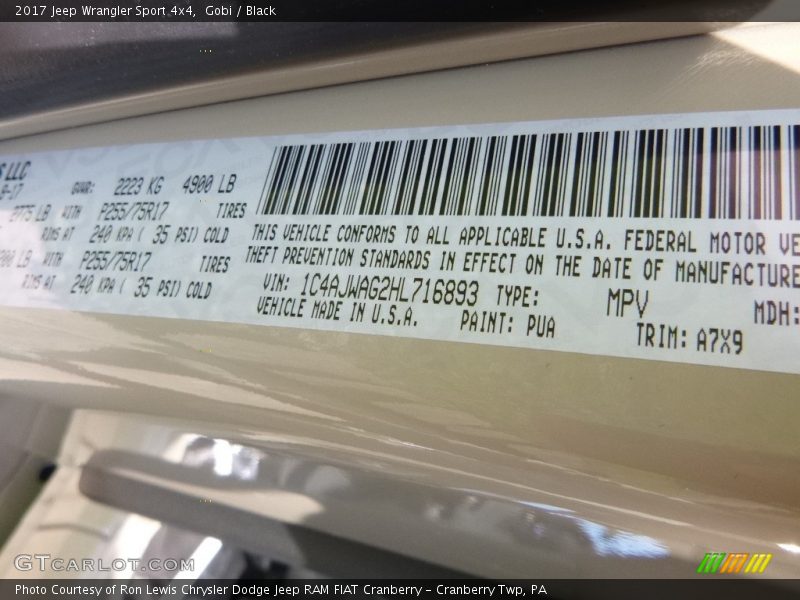 2017 Jeep Wrangler Sport 4x4, Gobi / Black
LLC
GVWR: 2223 KG 4900 LB
LB WITH P255/75R17 TIRES
RIMS AT 240 KPA ( 35 PSI) COLD
LB WITH P255/75R17 TIRES
RIMS AT 240 KPA ( 35 PSI) COLD
THIS VEHICLE CONFORMS TO ALL APPLICABLE U.S.A. FEDERAL MOTOR VE
THEFT PREVENTION STANDARDS IN EFFECT ON THE DATE OF MANUFACTURE
VIN: 1C4AJWAG2HL716893 TYPE: MPV MDH:
VEHICLE MADE IN U.S.A. PAINT: PUA TRIM: A7X9
GTCARLOT.COM
Photo Courtesy of Ron Lewis Chrysler Dodge Jeep RAM FIAT Cranberry – Cranberry Twp, PA